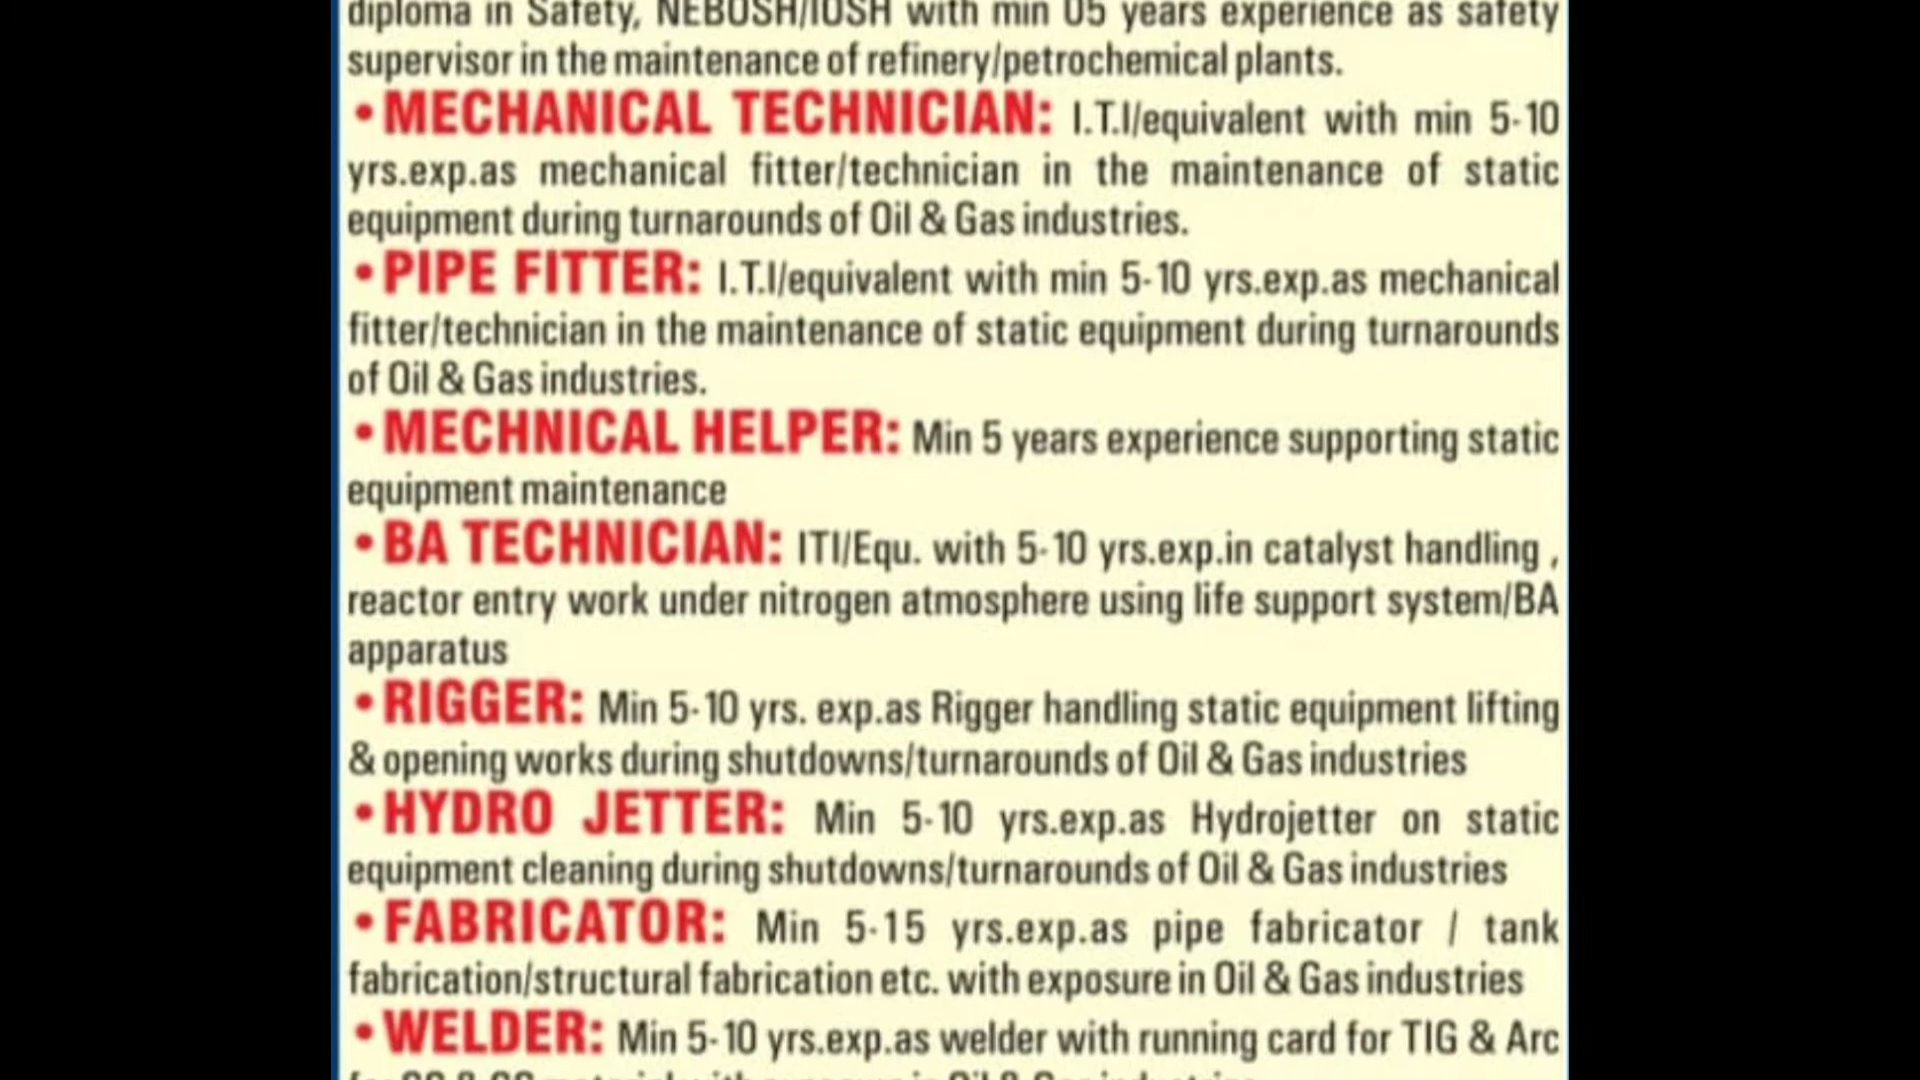 diploma in Safety, NEBOSH/IOSH with min 05 years experience as safety
supervisor in the maintenance of refinery/petrochemical plants.
•MECHANICAL TECHNICIAN: I.T.I/equivalent with min 5-10
yrs.exp.as mechanical fitter/technician in the maintenance of static
equipment during turnarounds of Oil & Gas industries.
•PIPE FITTER: I.T.I/equivalent with min 5-10 yrs.exp.as mechanical
fitter/technician in the maintenance of static equipment during turnarounds
of Oil & Gas industries.
•MECHNICAL HELPER: Min 5 years experience supporting static
equipment maintenance
•BA TECHNICIAN: ITI/Equ. with 5-10 yrs.exp.in catalyst handling ,
reactor entry work under nitrogen atmosphere using life support system/BA
apparatus
•RIGGER: Min 5-10 yrs. exp.as Rigger handling static equipment lifting
& opening works during shutdowns/turnarounds of Oil & Gas industries
•HYDRO JETTER: Min 5-10 yrs.exp.as Hydrojetter on static
equipment cleaning during shutdowns/turnarounds of Oil & Gas industries
•FABRICATOR: Min 5-15 yrs.exp.as pipe fabricator / tank
fabrication/structural fabrication etc. with exposure in Oil & Gas industries
•WELDER: Min 5-10 yrs.exp.as welder with running card for TIG & Arc